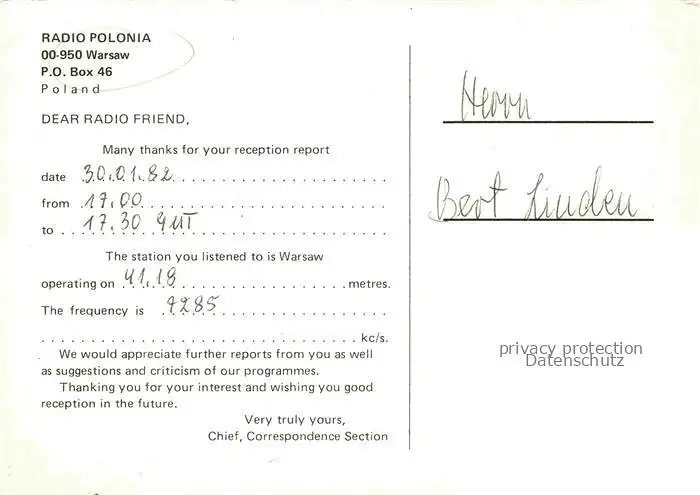 RADIO POLONIA
00-950 Warsaw
P.O. Box 46
Poland
DEAR RADIO FRIEND,
Many thanks for your reception report
date 30.01.82
from 17.00
to 17.30 GMT
The station you listened to is Warsaw
operating on 41.18 metres.
The frequency is 7285
kc/s.
We would appreciate further reports from you as well
as suggestions and criticism of our programmes.
Thanking you for your interest and wishing you good
reception in the future.
Very truly yours,
Chief, Correspondence Section
Herrn
Bert Linden
privacy protection
Datenschutz